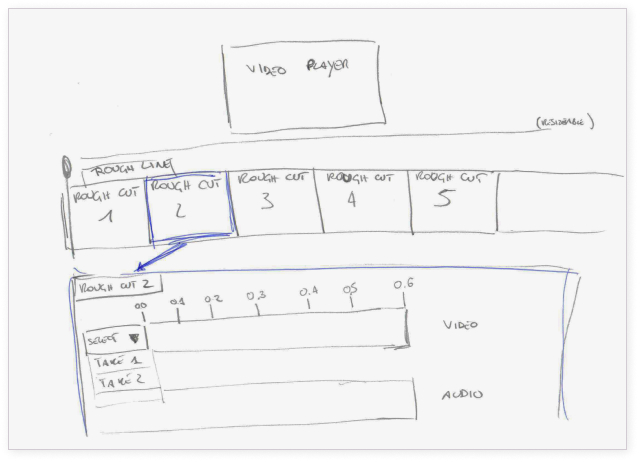 VIDEO PLAYER
(RESIZEABLE)
ROUGH LINE
ROUGH CUT
1
ROUGH CUT
2
ROUGH CUT
3
ROUGH CUT
4
ROUGH CUT
5
ROUGH CUT 2
0.0 0.1 0.2 0.3 0.4 0.5 0.6
SELECT ▼
VIDEO
TAKE 1
TAKE 2
AUDIO